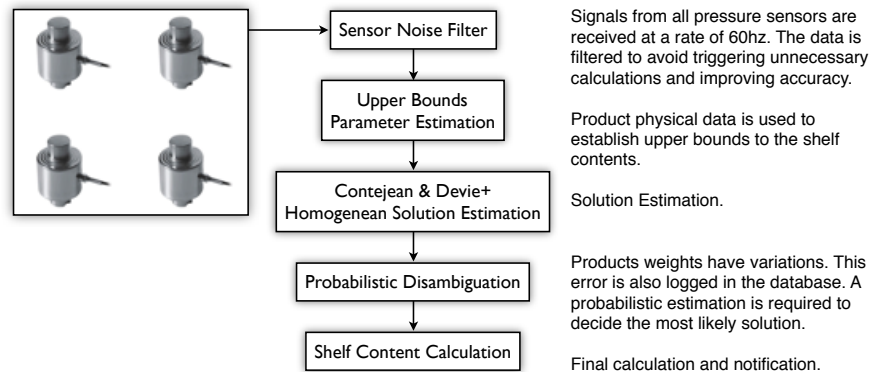 Sensor Noise Filter
Signals from all pressure sensors are
received at a rate of 60hz. The data is
filtered to avoid triggering unnecessary
calculations and improving accuracy.
Upper Bounds
Parameter Estimation
Product physical data is used to
establish upper bounds to the shelf
contents.
Contejean & Devie+
Homogenean Solution Estimation
Solution Estimation.
Probabilistic Disambiguation
Products weights have variations. This
error is also logged in the database. A
probabilistic estimation is required to
decide the most likely solution.
Shelf Content Calculation
Final calculation and notification.